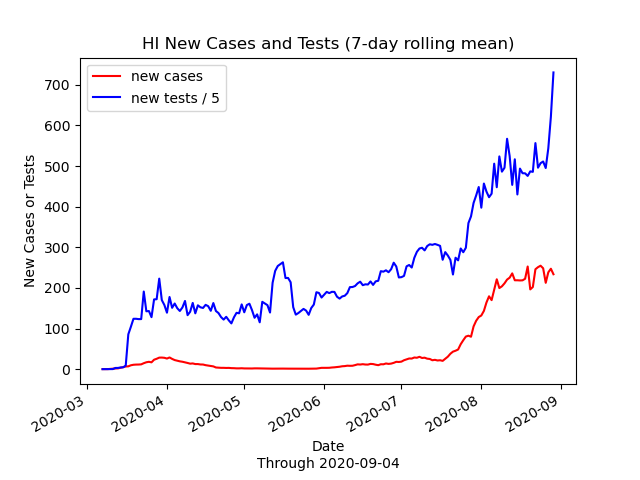 HI New Cases and Tests (7-day rolling mean)
new cases
new tests / 5
New Cases or Tests
700
600
500
400
300
200
100
0
2020-03
2020-04
2020-05
2020-06
2020-07
2020-08
2020-09
Date
Through 2020-09-04